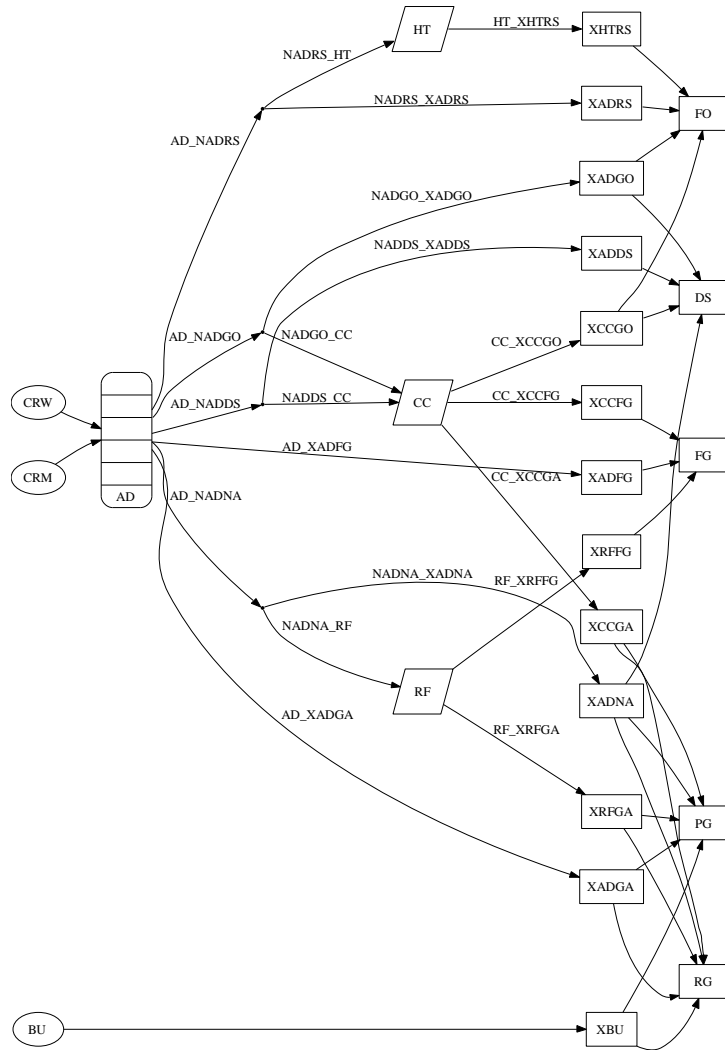 HT
HT_XHTRS
XHTRS
NADRS_HT
NADRS_XADRS
XADRS
FO
AD_NADRS
XADGO
NADGO_XADGO
NADDS_XADDS
XADDS
DS
AD_NADGO
NADGO_CC
CC_XCCGO
XCCGO
CRW
AD_NADDS
NADDS_CC
CC
CC_XCCFG
XCCFG
AD_XADFG
FG
CRM
AD
AD_NADNA
CC_XCCGA
XADFG
XRFFG
NADNA_XADNA
RF_XRFFG
NADNA_RF
XCCGA
RF
XADNA
AD_XADGA
RF_XRFGA
XRFGA
PG
XADGA
RG
BU
XBU